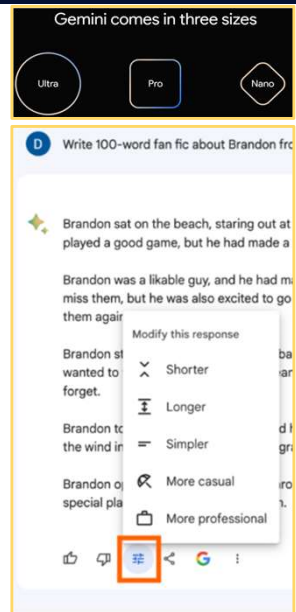 Gemini comes in three sizes
Ultra
Pro
Nano
D
Write 100-word fan fic about Brandon fro
Brandon sat on the beach, staring out at
played a good game, but he had made a
Brandon was a likable guy, and he had m
miss them, but he was also excited to go
them again
Modify this response
Brandon st
wanted to
forget.
Shorter
Longer
Brandon to
the wind in
Simpler
More casual
Brandon op
special pla
More professional
G